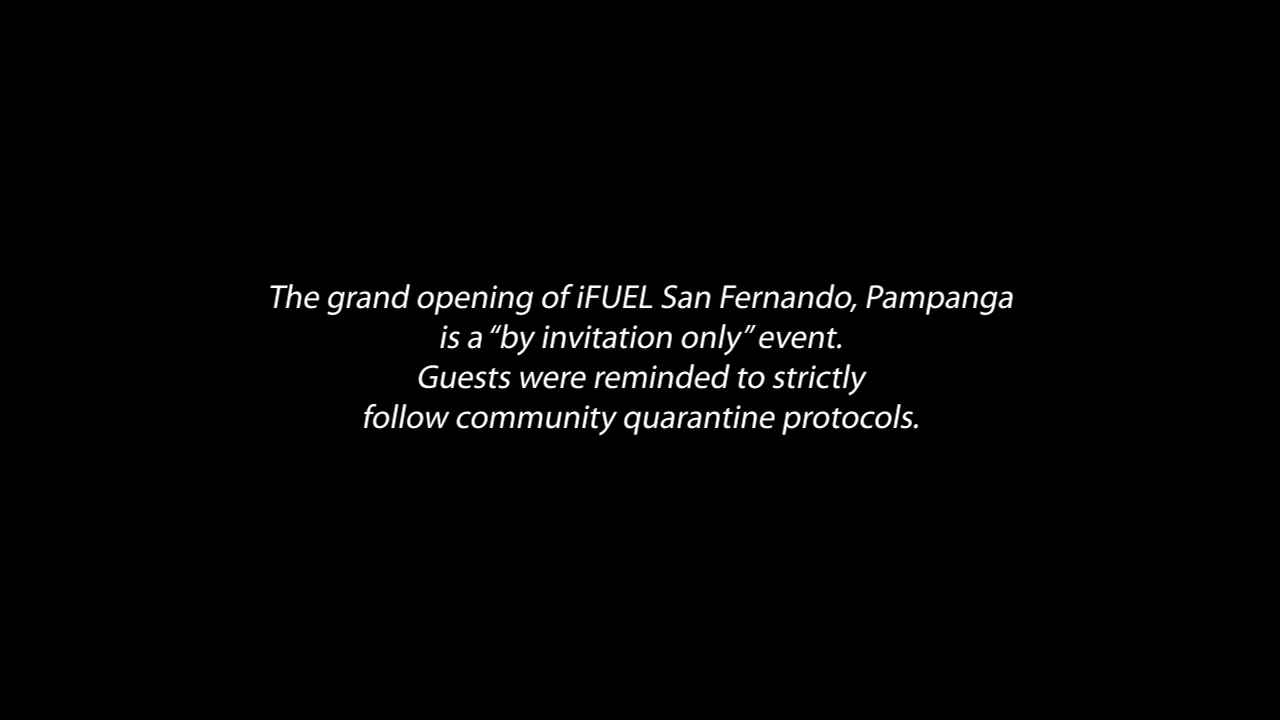 The grand opening of iFUEL San Fernando, Pampanga
is a “by invitation only” event.
Guests were reminded to strictly
follow community quarantine protocols.